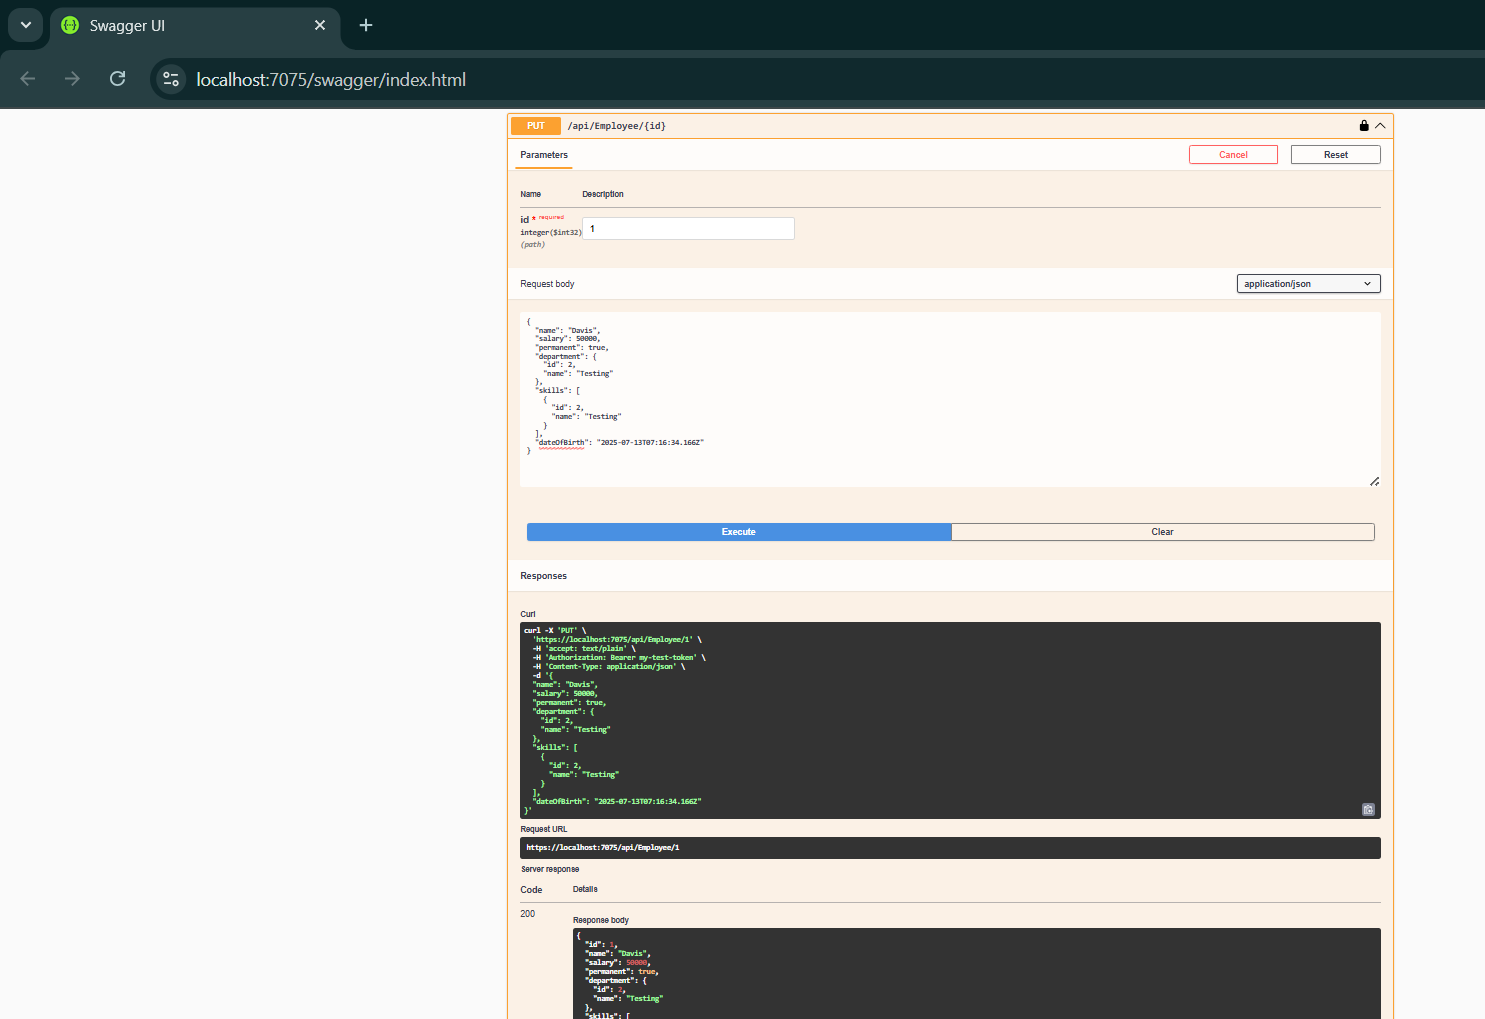 Swagger UI
localhost:7075/swagger/index.html
PUT /api/Employee/{id}
Parameters
Cancel
Reset
Name Description
id * required
integer($int32)
(path)
1
Request body
application/json
{
  "name": "Davis",
  "salary": 50000,
  "permanent": true,
  "department": {
    "id": 2,
    "name": "Testing"
  },
  "skills": [
    {
      "id": 2,
      "name": "Testing"
    }
  ],
  "dateOfBirth": "2025-07-13T07:16:34.166Z"
}
Execute
Clear
Responses
Curl
curl -X 'PUT' \
  'https://localhost:7075/api/Employee/1' \
  -H 'accept: text/plain' \
  -H 'Authorization: Bearer my-test-token' \
  -H 'Content-Type: application/json' \
  -d '{
  "name": "Davis",
  "salary": 50000,
  "permanent": true,
  "department": {
    "id": 2,
    "name": "Testing"
  },
  "skills": [
    {
      "id": 2,
      "name": "Testing"
    }
  ],
  "dateOfBirth": "2025-07-13T07:16:34.166Z"
}'
Request URL
https://localhost:7075/api/Employee/1
Server response
Code Details
200
Response body
{
  "id": 1,
  "name": "Davis",
  "salary": 50000,
  "permanent": true,
  "department": {
    "id": 2,
    "name": "Testing"
  },
  "skills": [